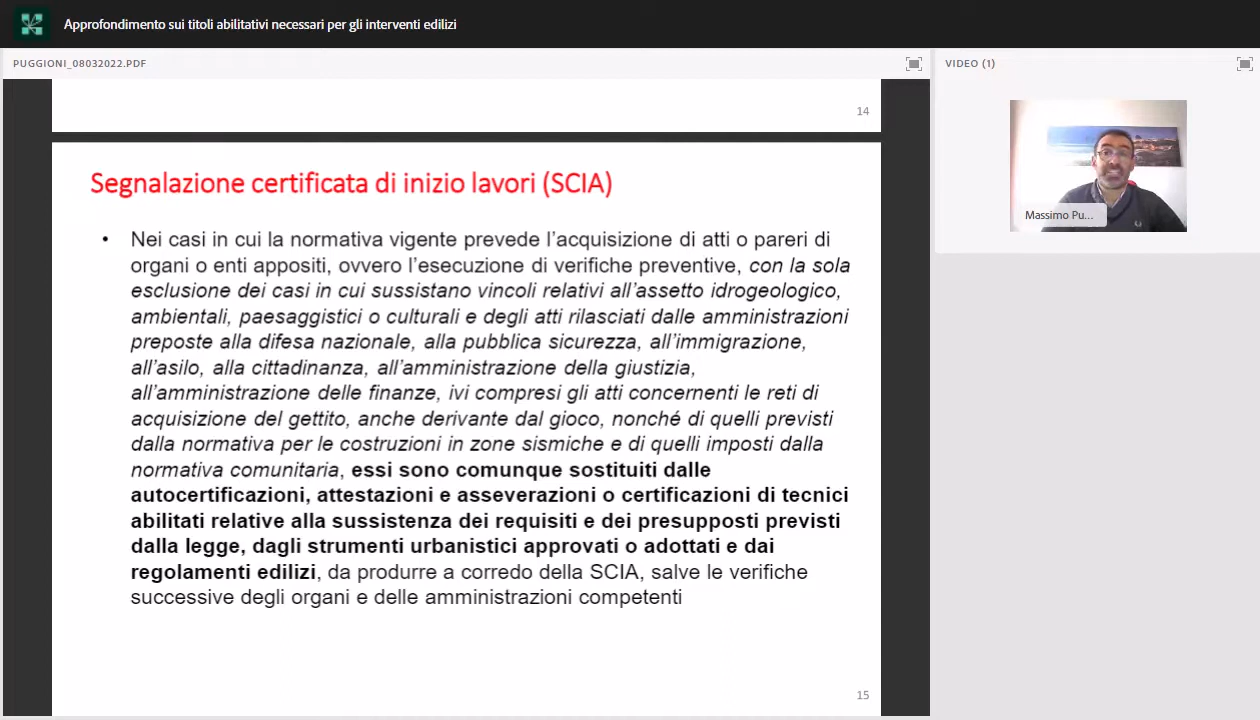 Approfondimento sui titoli abilitativi necessari per gli interventi edilizi
PUGGIONI_08032022.PDF
VIDEO (1)
14
Segnalazione certificata di inizio lavori (SCIA)
• Nei casi in cui la normativa vigente prevede l'acquisizione di atti o pareri di
organi o enti appositi, ovvero l'esecuzione di verifiche preventive, con la sola
esclusione dei casi in cui sussistano vincoli relativi all'assetto idrogeologico,
ambientali, paesaggistici o culturali e degli atti rilasciati dalle amministrazioni
preposte alla difesa nazionale, alla pubblica sicurezza, all'immigrazione,
all'asilo, alla cittadinanza, all'amministrazione della giustizia,
all'amministrazione delle finanze, ivi compresi gli atti concernenti le reti di
acquisizione del gettito, anche derivante dal gioco, nonché di quelli previsti
dalla normativa per le costruzioni in zone sismiche e di quelli imposti dalla
normativa comunitaria, essi sono comunque sostituiti dalle
autocertificazioni, attestazioni e asseverazioni o certificazioni di tecnici
abilitati relative alla sussistenza dei requisiti e dei presupposti previsti
dalla legge, dagli strumenti urbanistici approvati o adottati e dai
regolamenti edilizi, da produrre a corredo della SCIA, salve le verifiche
successive degli organi e delle amministrazioni competenti
15
Massimo Pu...